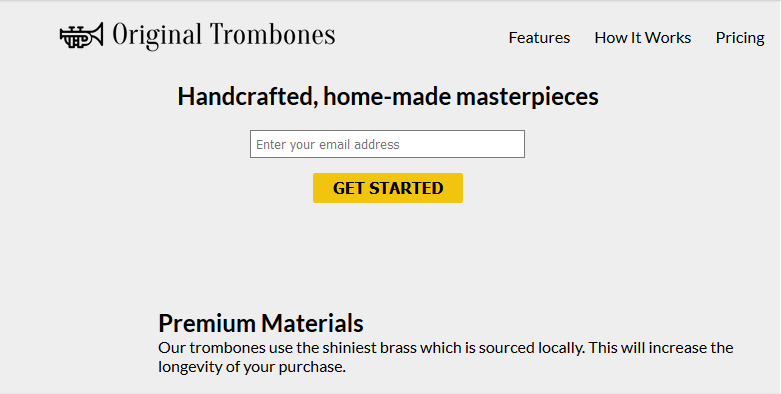 Original Trombones
Features How It Works Pricing
Handcrafted, home-made masterpieces
Enter your email address
GET STARTED
Premium Materials
Our trombones use the shiniest brass which is sourced locally. This will increase the
longevity of your purchase.